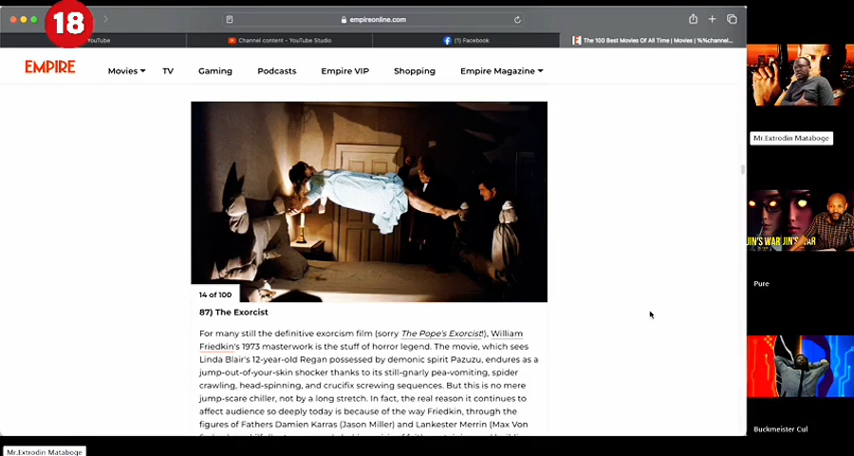 18
empireonline.com
YouTube
Channel content - YouTube Studio
(1) Facebook
The 100 Best Movies Of All Time | Movies | %%channel...
EMPIRE
Movies
TV
Gaming
Podcasts
Empire VIP
Shopping
Empire Magazine
14 of 100
87) The Exorcist
For many still the definitive exorcism film (sorry The Pope's Exorcist!), William
Friedkin's 1973 masterwork is the stuff of horror legend. The movie, which sees
Linda Blair's 12-year-old Regan possessed by demonic spirit Pazuzu, endures as a
jump-out-of-your-skin shocker thanks to its still-gnarly pea-vomiting, spider
crawling, head-spinning, and crucifix screwing sequences. But this is no mere
jump-scare chiller, not by a long stretch. In fact, the real reason it continues to
affect audience so deeply today is because of the way Friedkin, through the
figures of Fathers Damien Karras (Jason Miller) and Lankester Merrin (Max Von
Mr.Extrodin Mataboge
JIN'S WAR JIN'S WAR
Pure
Buckmeister Cul
Mr.Extrodin Mataboge